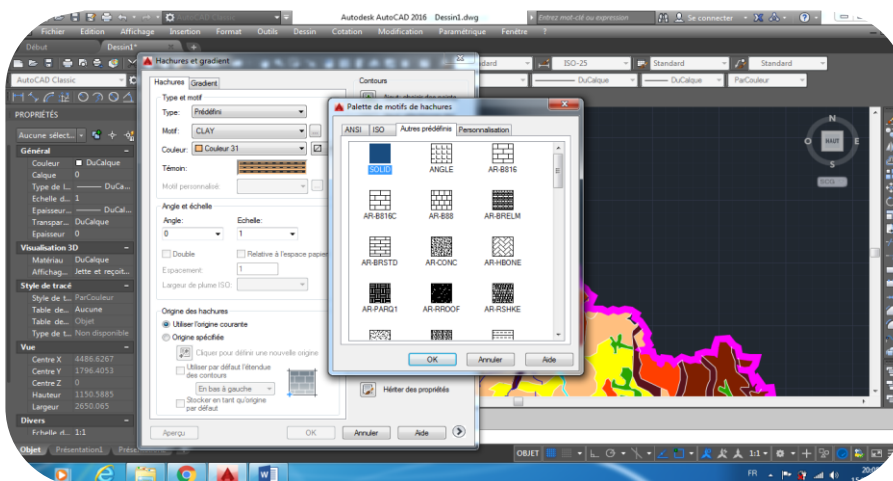 Autodesk AutoCAD 2016 Dessin1.dwg
Entrez mot-clé ou expression
Se connecter
Fichier Edition Affichage Insertion Format Outils Dessin Cotation Modification Paramétrique Fenêtre ?
Début Dessin1*
AutoCAD Classic
ISO-25 Standard Standard
DuCalque DuCalque ParCouleur
PROPRIÉTÉS
Aucune sélect...
Général
Couleur DuCalque
Calque 0
Type de l... DuCa...
Echelle d... 1
Epaisseur... DuCal...
Transpar... DuCalque
Epaisseur 0
Visualisation 3D
Matériau DuCalque
Affichag... Jette et reçoit...
Style de tracé
Style de t... ParCouleur
Table de... Aucune
Table de... Objet
Type de t... Non disponible
Vue
Centre X 4486.6267
Centre Y 1796.4053
Centre Z 0
Hauteur 1150.5885
Largeur 2650.065
Divers
Echelle d... 1:1
Hachures et gradient
Hachures Gradient
Type et motif
Type: Prédéfini
Motif: CLAY
Couleur: Couleur 31
Témoin:
Motif personnalisé:
Angle et échelle
Angle: Echelle:
0 1
Double Relative à l'espace papier
Espacement: 1
Largeur de plume ISO:
Origine des hachures
Utiliser l'origine courante
Origine spécifiée
Cliquer pour définir une nouvelle origine
Utiliser par défaut l'étendue des contours
En bas à gauche
Stocker en tant qu'origine par défaut
Contours
Hériter des propriétés
Aperçu OK Annuler Aide
Palette de motifs de hachures
ANSI ISO Autres prédéfinis Personnalisation
SOLID ANGLE AR-B816
AR-B816C AR-B88 AR-BRELM
AR-BRSTD AR-CONC AR-HBONE
AR-PARQ1 AR-RROOF AR-RSHKE
OK Annuler Aide
N
O HAUT E
S
SCG
Objet Présentation1
OBJET 1:1
FR